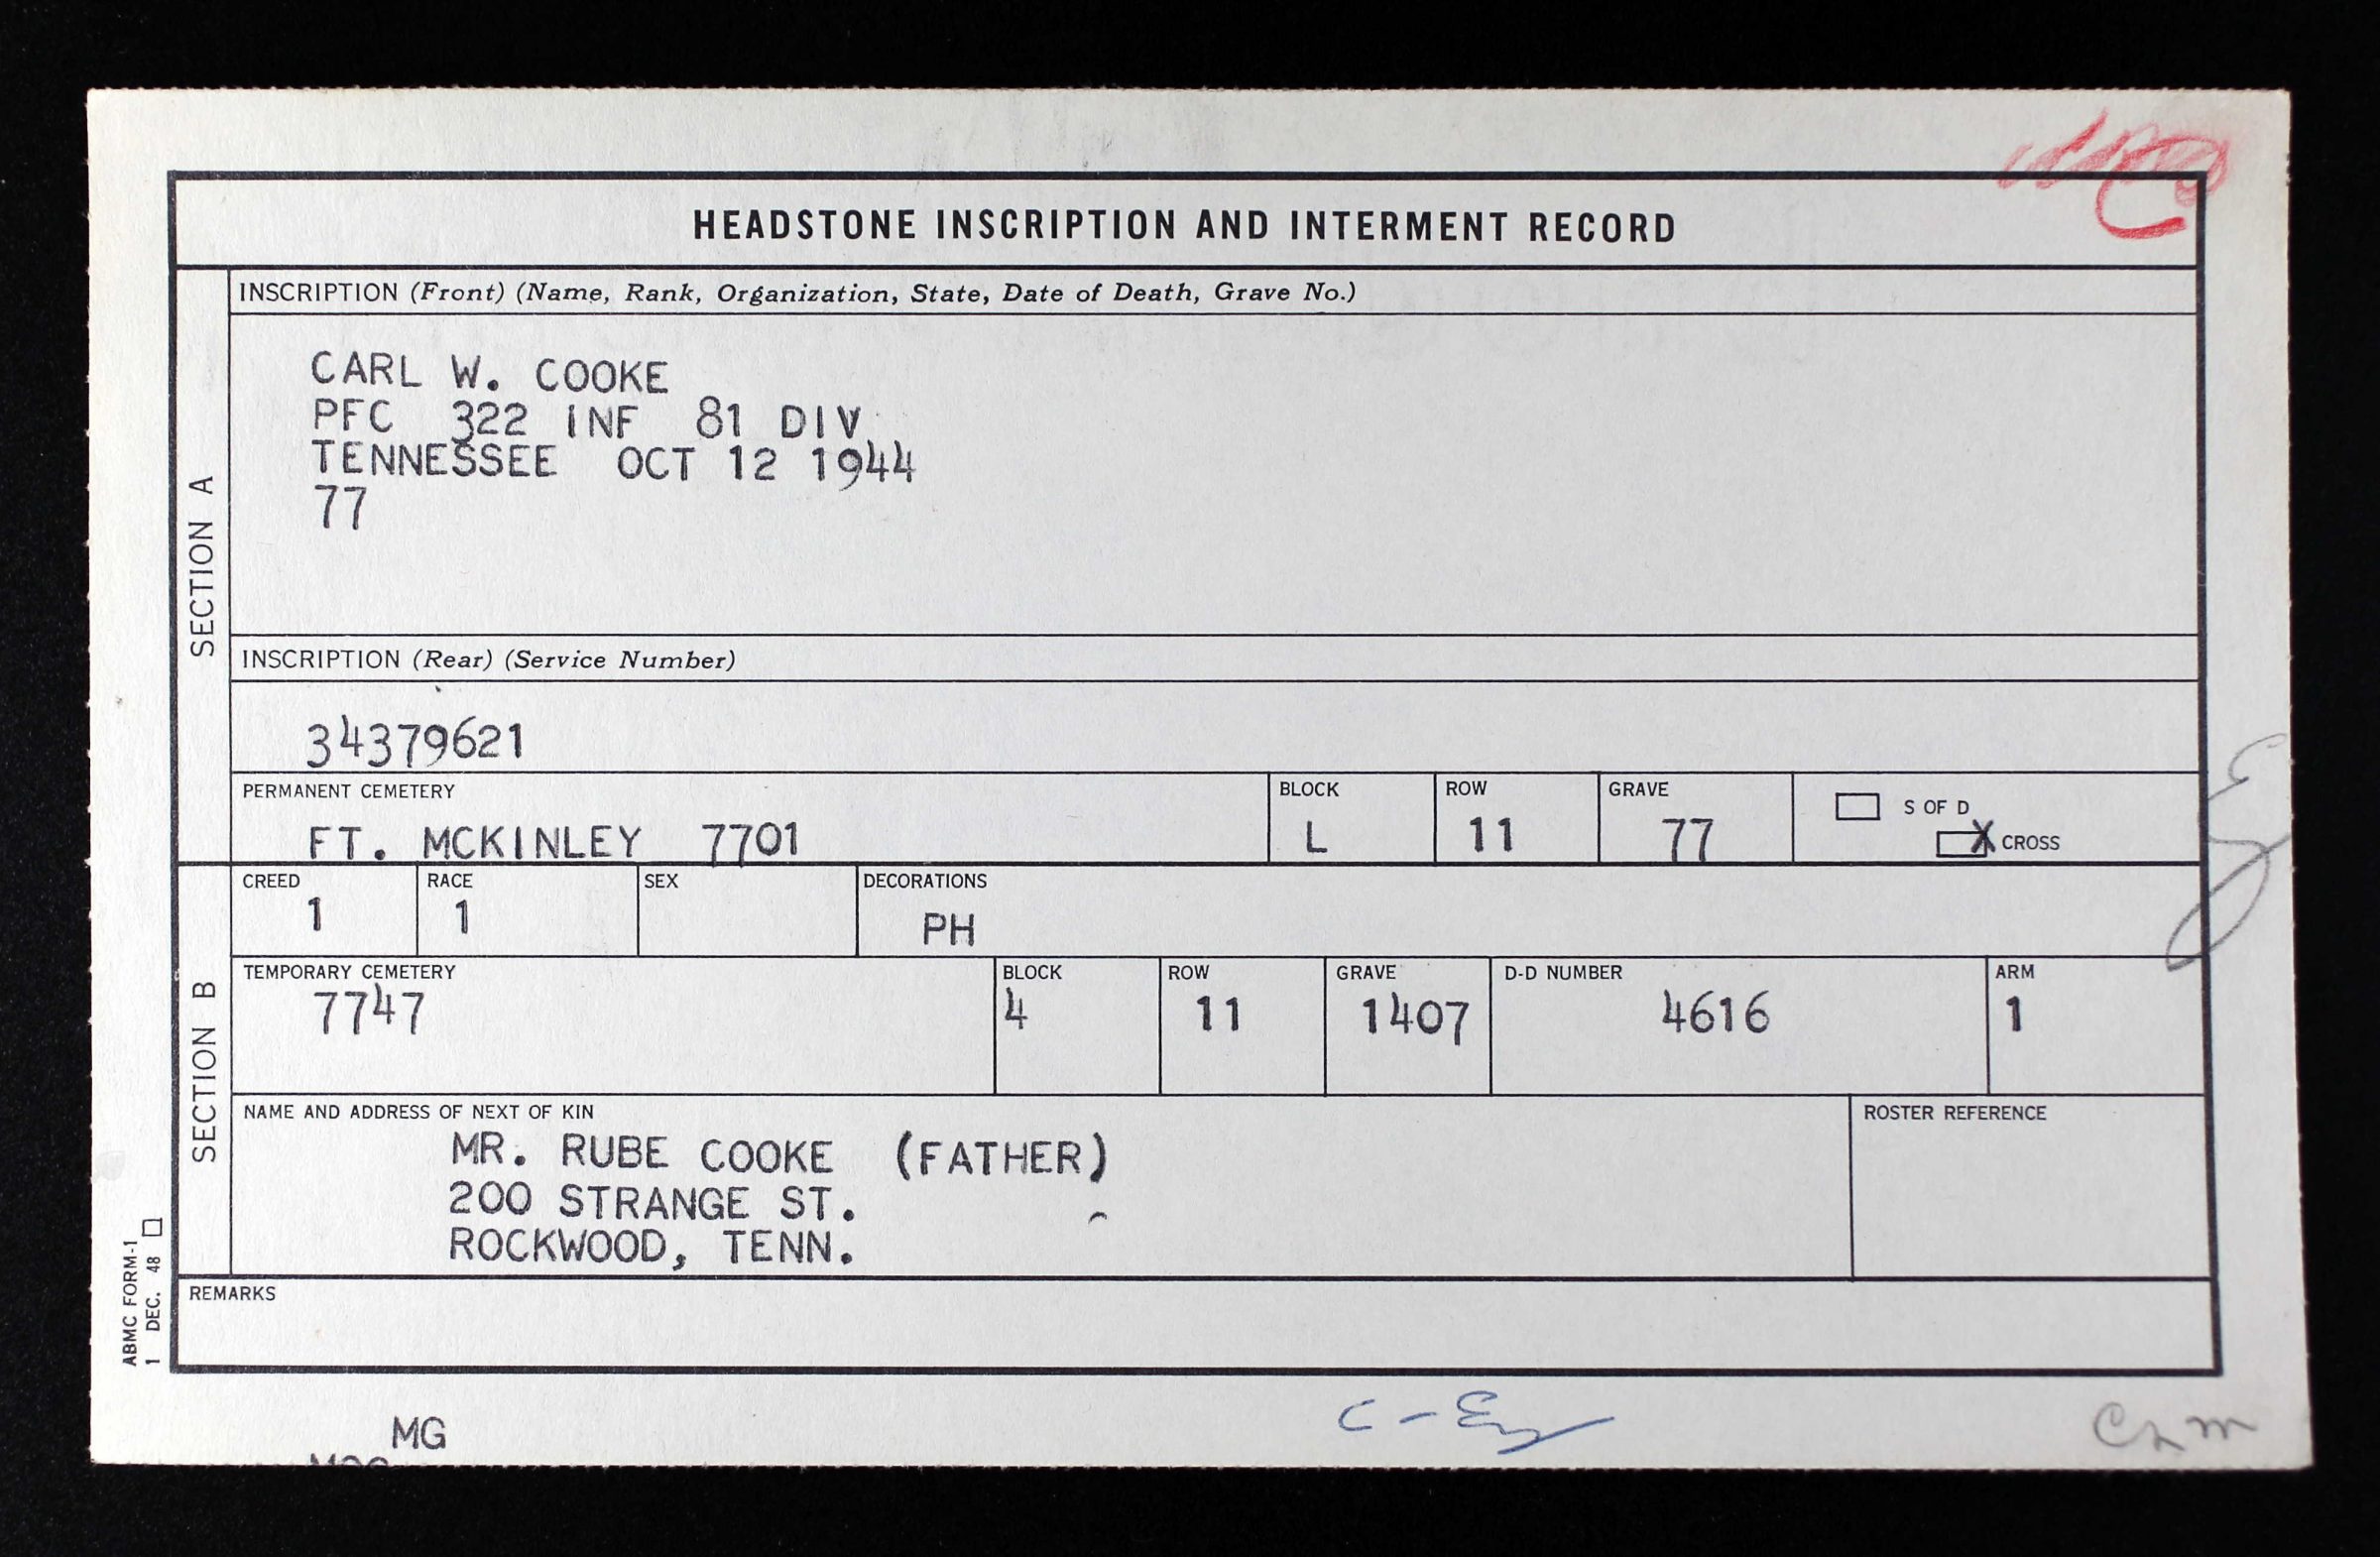 HEADSTONE INSCRIPTION AND INTERMENT RECORD
SECTION A
INSCRIPTION (Front) (Name, Rank, Organization, State, Date of Death, Grave No.)
CARL W. COOKE
PFC 322 INF 81 DIV
TENNESSEE OCT 12 1944
77
INSCRIPTION (Rear) (Service Number)
34379621
PERMANENT CEMETERY BLOCK ROW GRAVE
FT. MCKINLEY 7701 L 11 77
S OF D
X CROSS
SECTION B
CREED RACE SEX DECORATIONS
1 1 PH
TEMPORARY CEMETERY BLOCK ROW GRAVE D-D NUMBER ARM
7747 4 11 1407 4616 1
NAME AND ADDRESS OF NEXT OF KIN ROSTER REFERENCE
MR. RUBE COOKE (FATHER)
200 STRANGE ST.
ROCKWOOD, TENN.
REMARKS
ABMC FORM-1
1 DEC. 48
MG